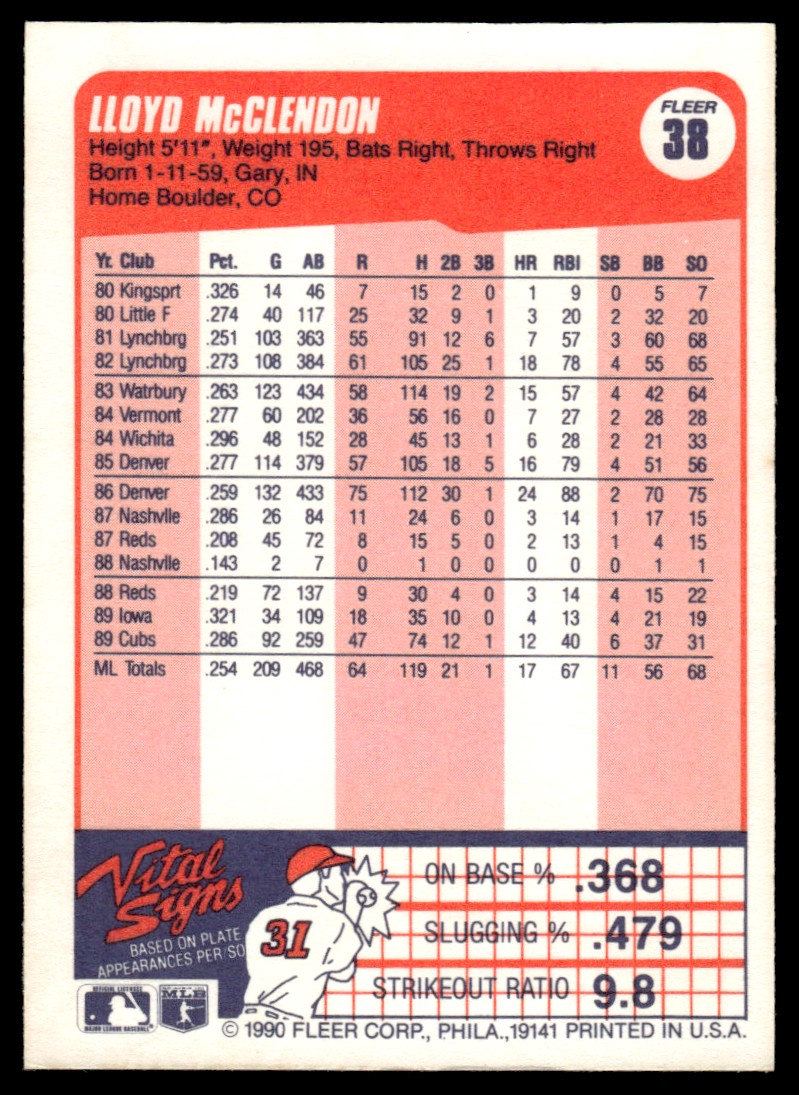 LLOYD McCLENDON
FLEER
38
Height 5'11", Weight 195, Bats Right, Throws Right
Born 1-11-59, Gary, IN
Home Boulder, CO
Yr. Club Pct. G AB R H 2B 3B HR RBI SB BB SO
80 Kingsprt .326 14 46 7 15 2 0 1 9 0 5 7
80 Little F .274 40 117 25 32 9 1 3 20 2 32 20
81 Lynchbrg .251 103 363 55 91 12 6 7 57 3 60 68
82 Lynchbrg .273 108 384 61 105 25 1 18 78 4 55 65
83 Watrbury .263 123 434 58 114 19 2 15 57 4 42 64
84 Vermont .277 60 202 36 56 16 0 7 27 2 28 28
84 Wichita .296 48 152 28 45 13 1 6 28 2 21 33
85 Denver .277 114 379 57 105 18 5 16 79 4 51 56
86 Denver .259 132 433 75 112 30 1 24 88 2 70 75
87 Nashvlle .286 26 84 11 24 6 0 3 14 1 17 15
87 Reds .208 45 72 8 15 5 0 2 13 1 4 15
88 Nashvlle .143 2 7 0 1 0 0 0 0 0 1 1
88 Reds .219 72 137 9 30 4 0 3 14 4 15 22
89 Iowa .321 34 109 18 35 10 0 4 13 4 21 19
89 Cubs .286 92 259 47 74 12 1 12 40 6 37 31
ML Totals .254 209 468 64 119 21 1 17 67 11 56 68
Vital
Signs
BASED ON PLATE
APPEARANCES PER/SO
31
ON BASE % .368
SLUGGING % .479
STRIKEOUT RATIO 9.8
OFFICIAL LICENSEE
MAJOR LEAGUE BASEBALL
MLB
© 1990 FLEER CORP., PHILA.,19141 PRINTED IN U.S.A.